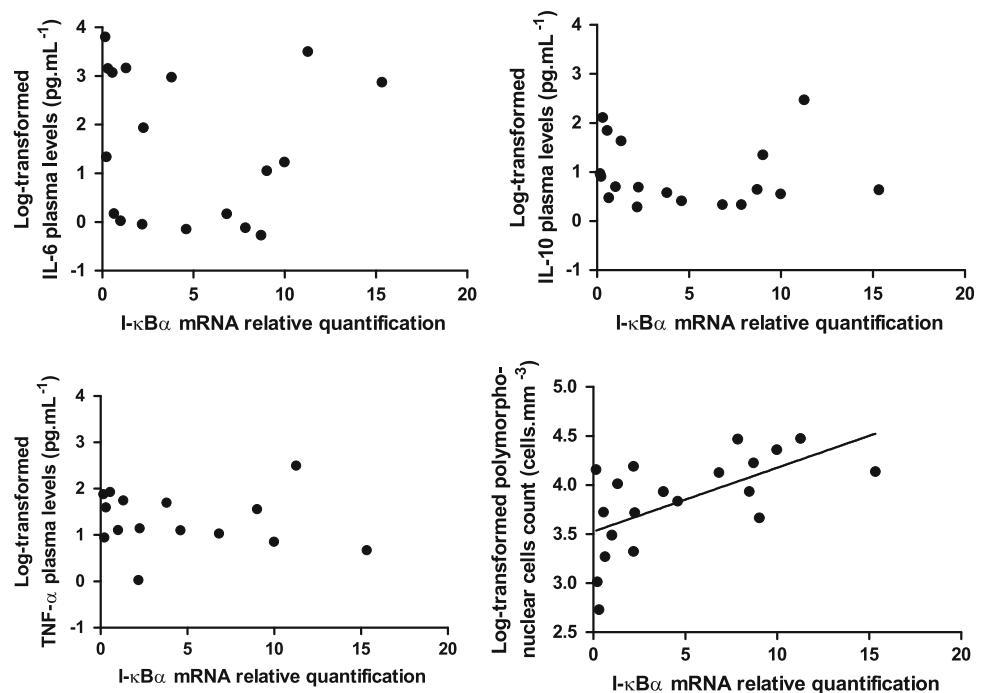 Log-transformed
IL-6 plasma levels (pg.mL⁻¹)
4
3
2
1
0
-1
0 5 10 15 20
I-κBα mRNA relative quantification
Log-transformed
IL-10 plasma levels (pg.mL⁻¹)
4
3
2
1
0
-1
0 5 10 15 20
I-κBα mRNA relative quantification
Log-transformed
TNF-α plasma levels (pg.mL⁻¹)
4
3
2
1
0
-1
0 5 10 15 20
I-κBα mRNA relative quantification
Log-transformed polymorpho-
nuclear cells count (cells.mm⁻³)
5.0
4.5
4.0
3.5
3.0
2.5
0 5 10 15 20
I-κBα mRNA relative quantification